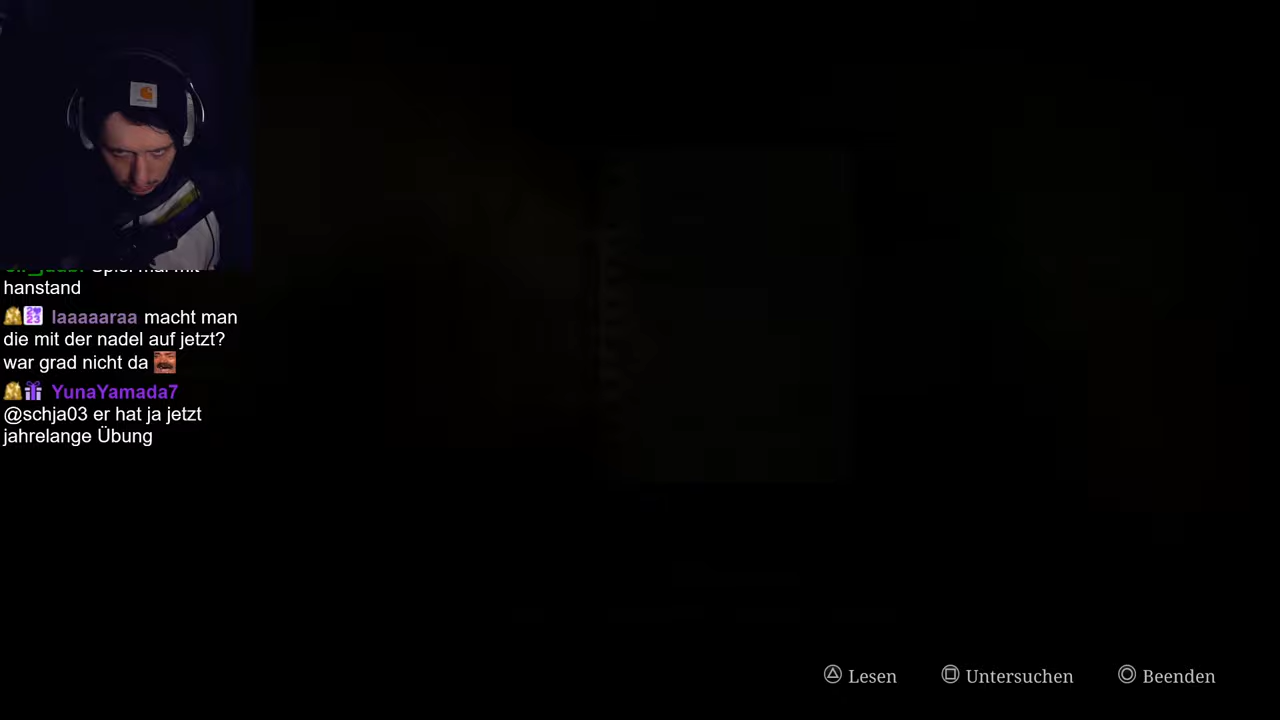 hanstand
laaaaaraa macht man
die mit der nadel auf jetzt?
war grad nicht da
YunaYamada7
@schja03 er hat ja jetzt
jahrelange Übung
Lesen Untersuchen Beenden